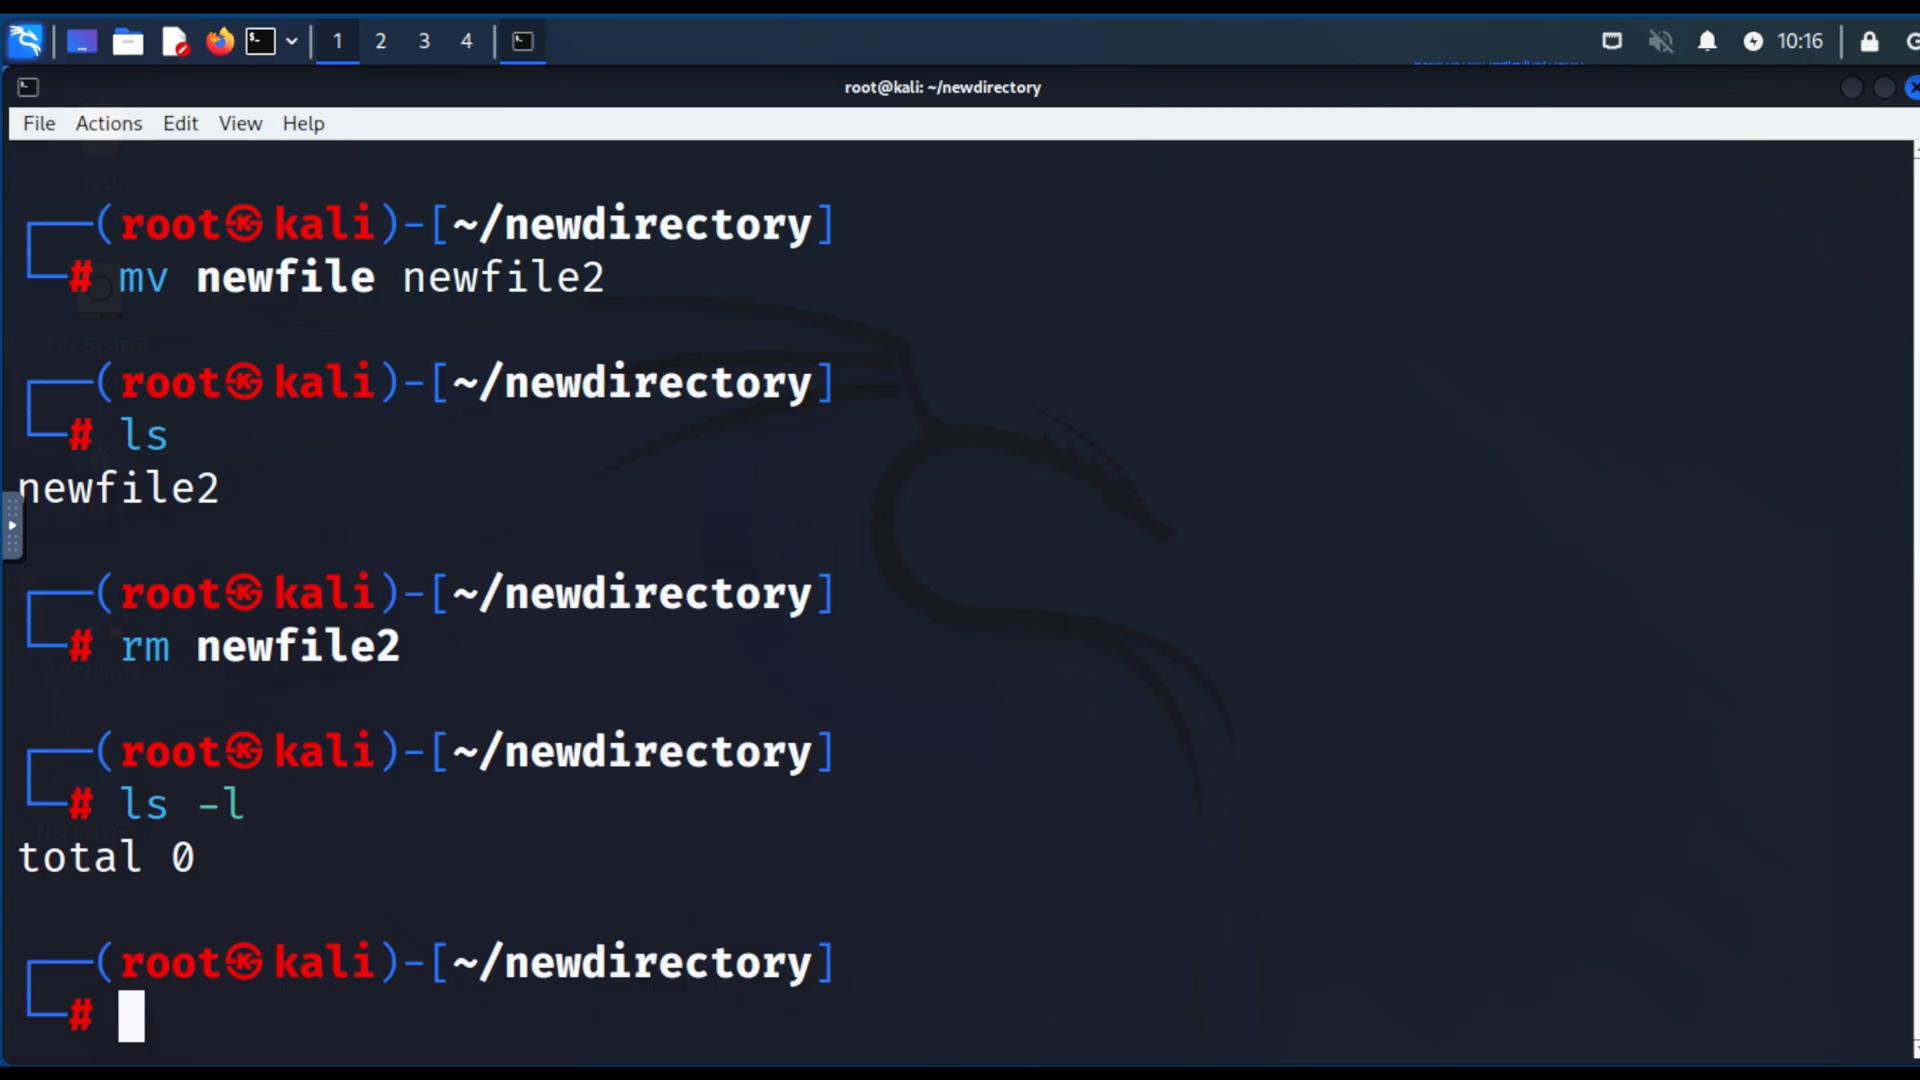 1 2 3 4 10:16
root@kali: ~/newdirectory
File Actions Edit View Help
┌──(root㉿kali)-[~/newdirectory]
└─# mv newfile newfile2
┌──(root㉿kali)-[~/newdirectory]
└─# ls
newfile2
┌──(root㉿kali)-[~/newdirectory]
└─# rm newfile2
┌──(root㉿kali)-[~/newdirectory]
└─# ls -l
total 0
┌──(root㉿kali)-[~/newdirectory]
└─#